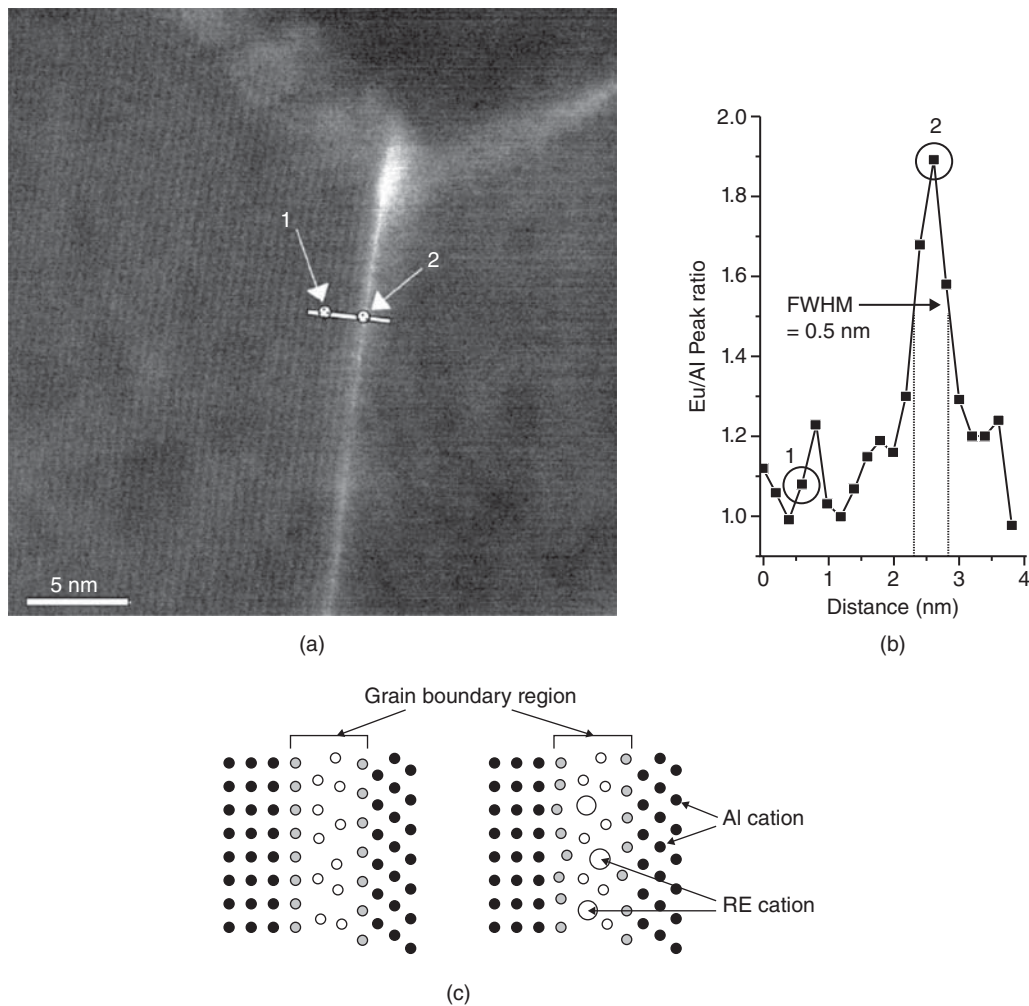 1
2
5 nm
(a)
2.0
1.8
1.6
1.4
1.2
1.0
Eu/Al Peak ratio
2
FWHM
= 0.5 nm
1
0
1
2
3
4
Distance (nm)
(b)
Grain boundary region
Al cation
RE cation
(c)